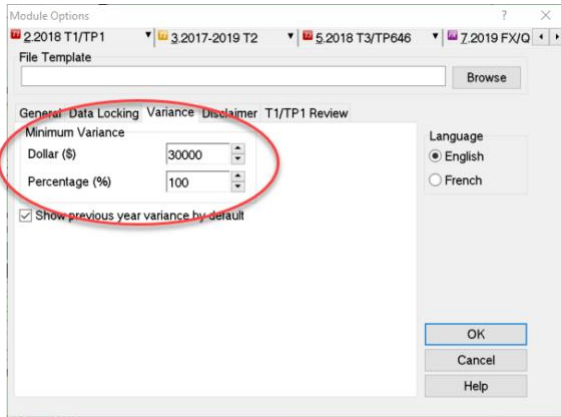 Module Options
2.2018 T1/TP1 3.2017-2019 T2 5.2018 T3/TP646 7.2019 FX/Q
File Template
Browse
General Data Locking Variance Disclaimer T1/TP1 Review
Minimum Variance
Dollar ($) 30000
Percentage (%) 100
Show previous year variance by default
Language
English
French
OK
Cancel
Help